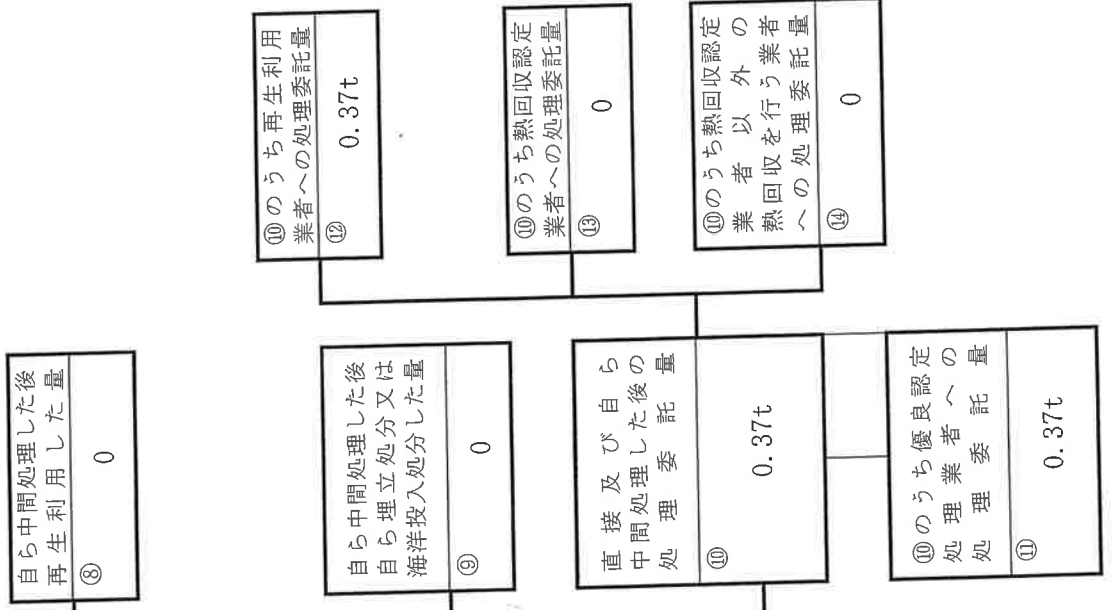 自ら中間処理した後
再生利用した量
⑧
0
自ら中間処理した後
自ら埋立処分又は
海洋投入処分した量
⑨
0
直接及び自ら
中間処理した後の
処理委託量
⑩
0.37t
⑩のうち優良認定
処理業者への
処理委託量
⑪
0.37t
⑩のうち再生利用
業者への処理委託量
⑫
0.37t
⑩のうち熱回収認定
業者への処理委託量
⑬
0
⑩のうち熱回収認定
業者以外の
熱回収を行う業者
への処理委託量
⑭
0